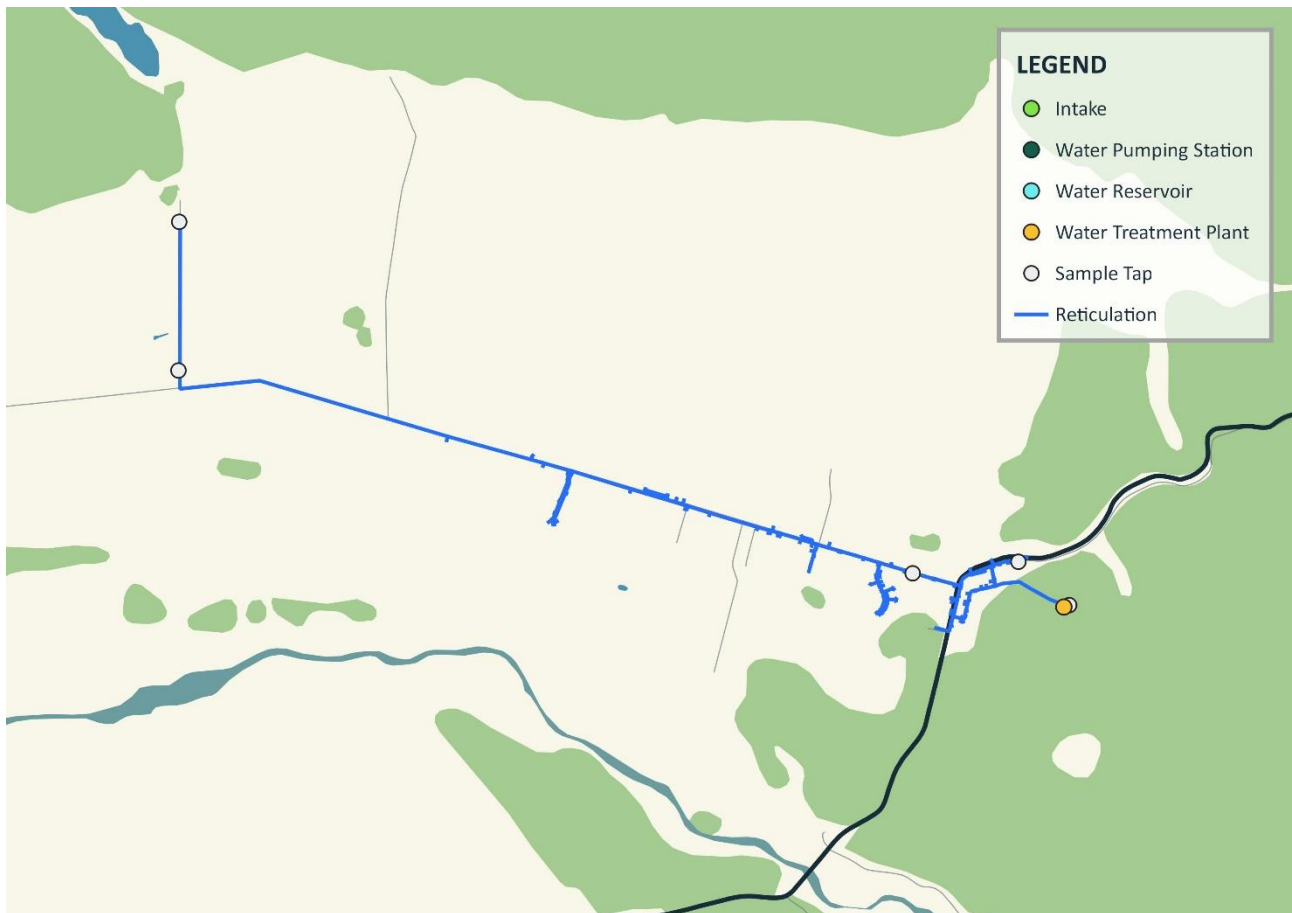 LEGEND
Intake
Water Pumping Station
Water Reservoir
Water Treatment Plant
Sample Tap
Reticulation